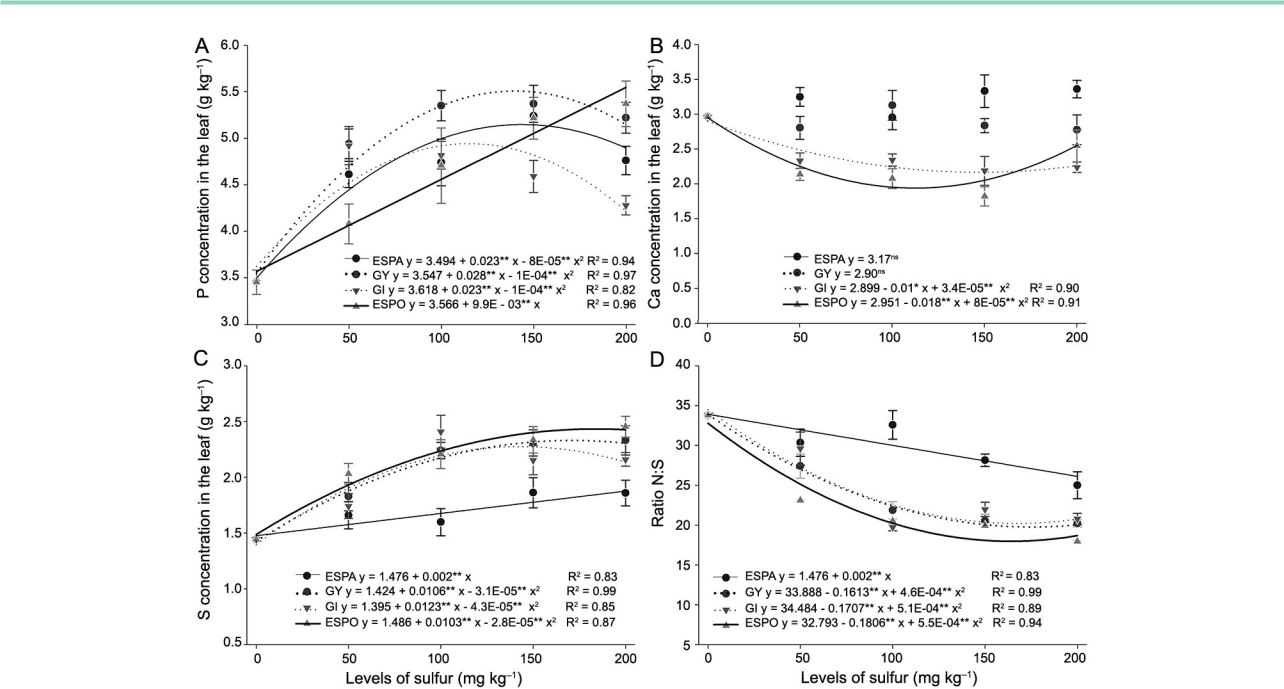 A
P concentration in the leaf (g kg⁻¹)
6.0
5.5
5.0
4.5
4.0
3.5
3.0
ESPA y = 3.494 + 0.023** x - 8E-05** x² R² = 0.94
GY y = 3.547 + 0.028** x - 1E-04** x² R² = 0.97
GI y = 3.618 + 0.023** x - 1E-04** x² R² = 0.82
ESPO y = 3.566 + 9.9E - 03** x R² = 0.96
0 50 100 150 200
B
Ca concentration in the leaf (g kg⁻¹)
4.0
3.5
3.0
2.5
2.0
1.5
1.0
0.5
0.0
ESPA y = 3.17ⁿˢ
GY y = 2.90ⁿˢ
GI y = 2.899 - 0.01* x + 3.4E-05** x² R² = 0.90
ESPO y = 2.951 - 0.018** x + 8E-05** x² R² = 0.91
0 50 100 150 200
C
S concentration in the leaf (g kg⁻¹)
3.0
2.5
2.0
1.5
1.0
0.5
ESPA y = 1.476 + 0.002** x R² = 0.83
GY y = 1.424 + 0.0106** x - 3.1E-05** x² R² = 0.99
GI y = 1.395 + 0.0123** x - 4.3E-05** x² R² = 0.85
ESPO y = 1.486 + 0.0103** x - 2.8E-05** x² R² = 0.87
0 50 100 150 200
Levels of sulfur (mg kg⁻¹)
D
Ratio N:S
40
35
30
25
20
15
10
5
ESPA y = 1.476 + 0.002** x R² = 0.83
GY y = 33.888 - 0.1613** x + 4.6E-04** x² R² = 0.99
GI y = 34.484 - 0.1707** x + 5.1E-04** x² R² = 0.89
ESPO y = 32.793 - 0.1806** x + 5.5E-04** x² R² = 0.94
0 50 100 150 200
Levels of sulfur (mg kg⁻¹)